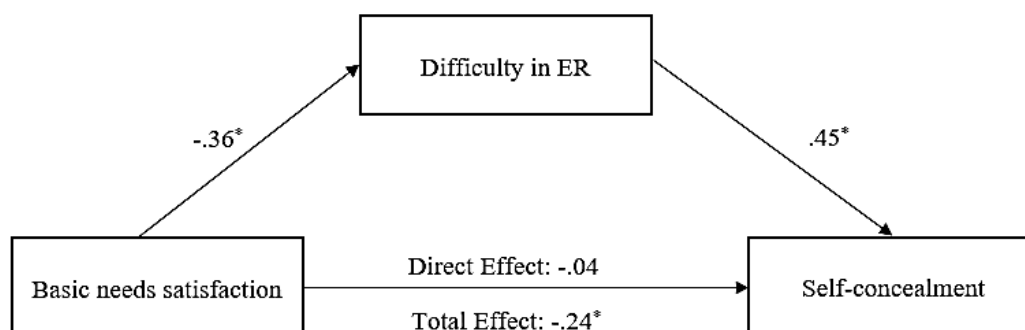 Difficulty in ER
-.36*
.45*
Basic needs satisfaction
Direct Effect: -.04
Total Effect: -.24*
Self-concealment